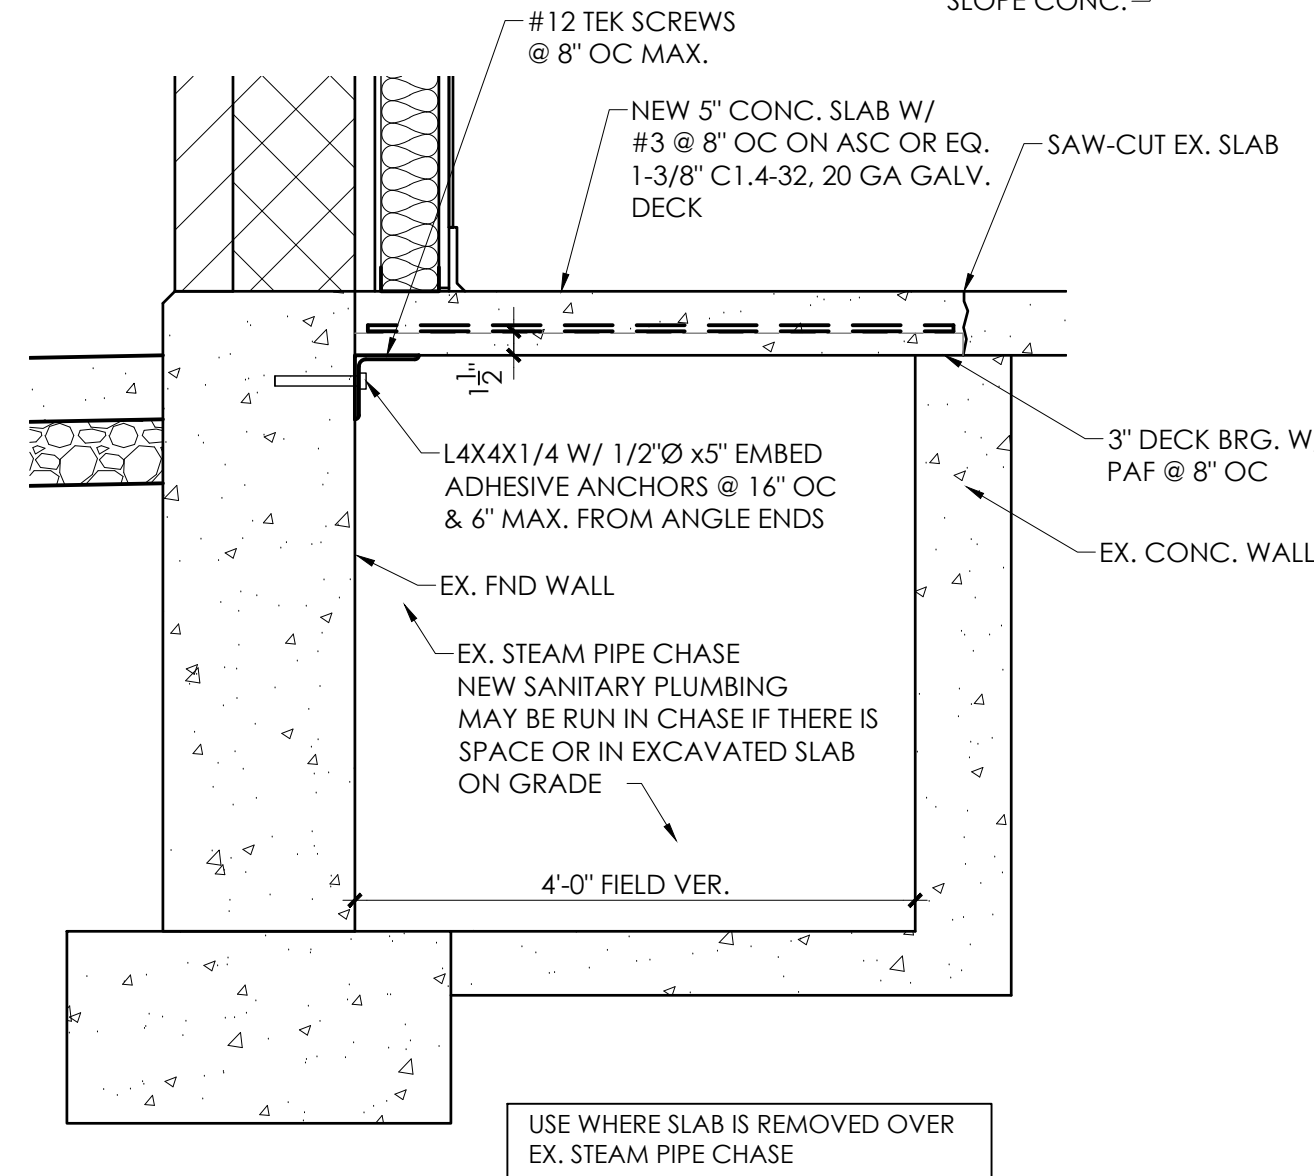 SLOPE CONC.
#12 TEK SCREWS
@ 8" OC MAX.
NEW 5" CONC. SLAB W/
#3 @ 8" OC ON ASC OR EQ.
1-3/8" C1.4-32, 20 GA GALV.
DECK
SAW-CUT EX. SLAB
1 1/2"
L4X4X1/4 W/ 1/2"Ø x5" EMBED
ADHESIVE ANCHORS @ 16" OC
& 6" MAX. FROM ANGLE ENDS
3" DECK BRG. W
PAF @ 8" OC
EX. CONC. WALL
EX. FND WALL
EX. STEAM PIPE CHASE
NEW SANITARY PLUMBING
MAY BE RUN IN CHASE IF THERE IS
SPACE OR IN EXCAVATED SLAB
ON GRADE
4'-0" FIELD VER.
USE WHERE SLAB IS REMOVED OVER
EX. STEAM PIPE CHASE